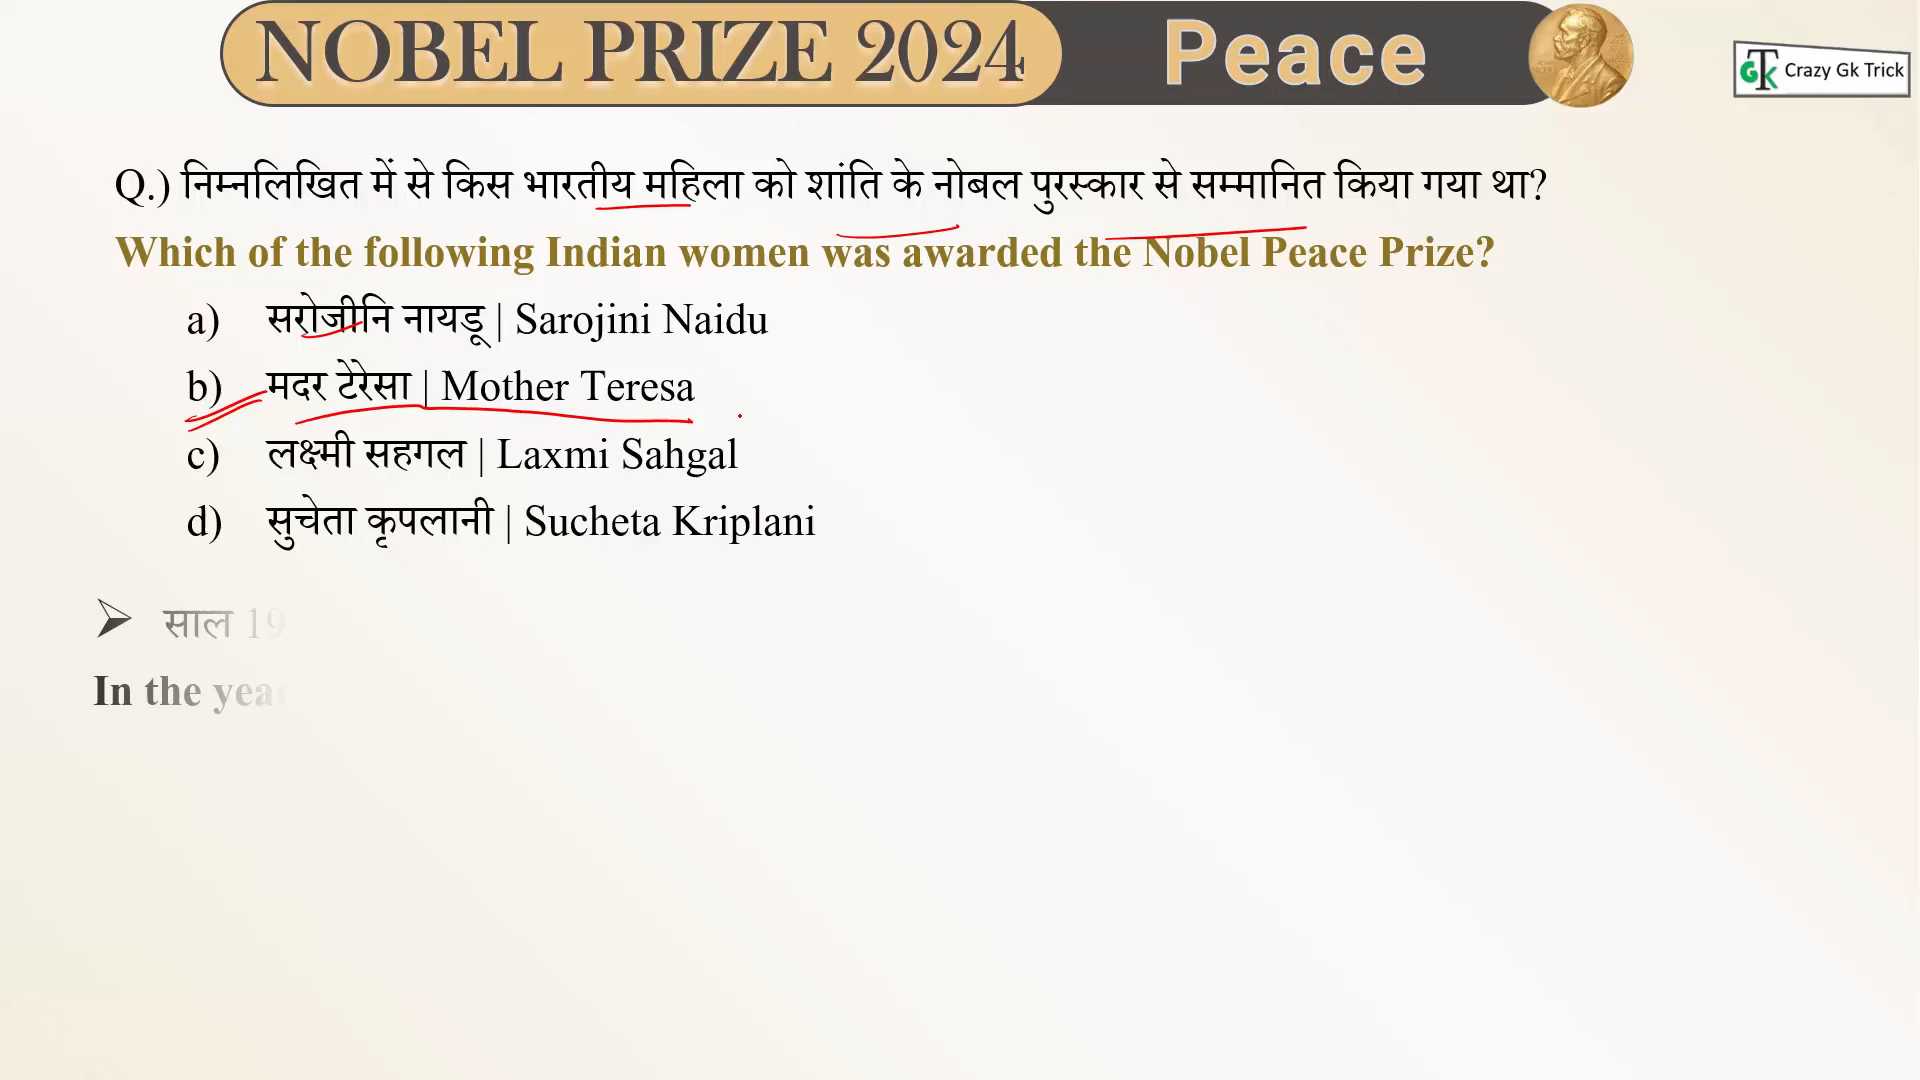 NOBEL PRIZE 2024 Peace
GTK Crazy Gk Trick
Q.) निम्नलिखित में से किस भारतीय महिला को शांति के नोबल पुरस्कार से सम्मानित किया गया था?
Which of the following Indian women was awarded the Nobel Peace Prize?
a) सरोजीनि नायडू | Sarojini Naidu
b) मदर टेरेसा | Mother Teresa
c) लक्ष्मी सहगल | Laxmi Sahgal
d) सुचेता कृपलानी | Sucheta Kriplani
➢ साल 19
In the yea